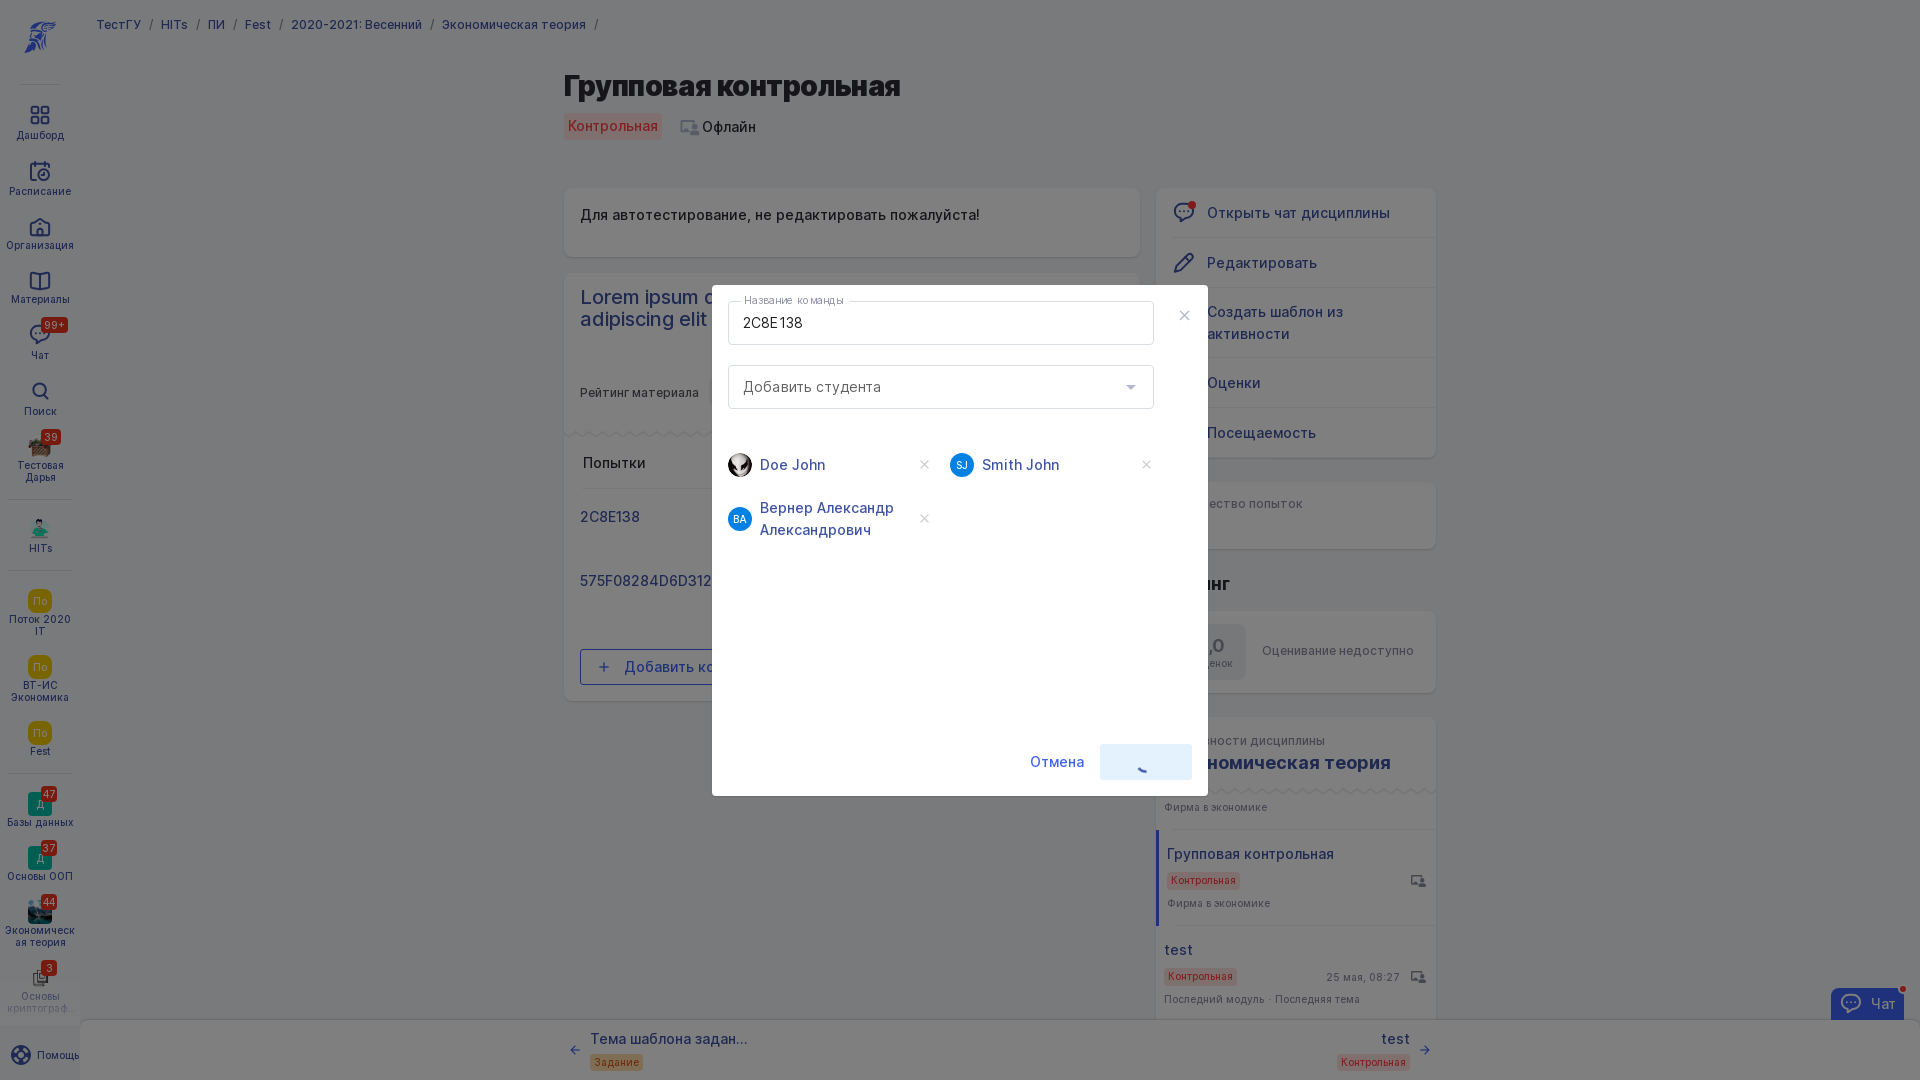 ТестГУ / HITs / ПИ / Fest / 2020-2021: Весенний / Экономическая теория /
Групповая контрольная
Контрольная
Офлайн
Дашборд
Расписание
Организация
Материалы
99+
Чат
Поиск
39
Тестовая
Дарья
HITs
По
Поток 2020
IT
По
ВТ-ИС
Экономика
По
Fest
47
Д
Базы данных
37
Д
Основы ООП
44
Экономическ
ая теория
3
Основы
криптограф...
Помощь
Для автотестирование, не редактировать пожалуйста!
Lorem ipsum
adipiscing elit
Рейтинг материала
Попытки
2C8E138
575F08284D6D312
Добавить ко
Название команды
2C8E138
Добавить студента
Doe John
SJ
Smith John
ВА
Вернер Александр
Александрович
Отмена
Открыть чат дисциплины
Редактировать
Создать шаблон из
активности
Оценки
Посещаемость
ество попыток
нг
,0
енок
Оценивание недоступно
вности дисциплины
номическая теория
Фирма в экономике
Групповая контрольная
Контрольная
Фирма в экономике
test
Контрольная
25 мая, 08:27
Последний модуль · Последняя тема
Чат
Тема шаблона задан...
Задание
test
Контрольная